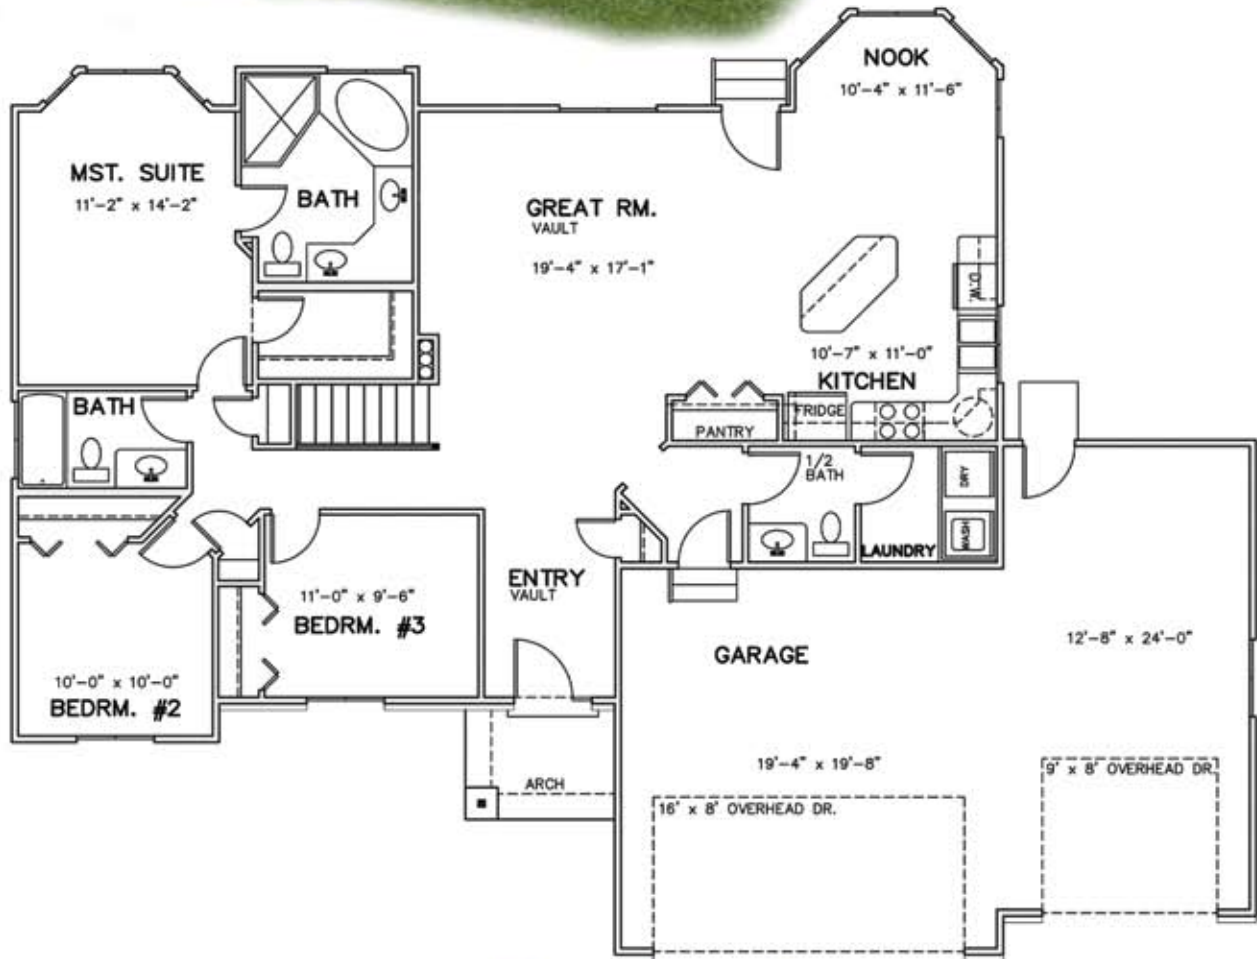 NOOK
10'-4" x 11'-6"
MST. SUITE
11'-2" x 14'-2"
BATH
GREAT RM.
VAULT
19'-4" x 17'-1"
D.W.
10'-7" x 11'-0"
KITCHEN
BATH
FRIDGE
PANTRY
1/2
BATH
DRY
WASH
LAUNDRY
ENTRY
VAULT
11'-0" x 9'-6"
BEDRM. #3
12'-8" x 24'-0"
GARAGE
10'-0" x 10'-0"
BEDRM. #2
19'-4" x 19'-8"
9' x 8' OVERHEAD DR.
ARCH
16' x 8' OVERHEAD DR.